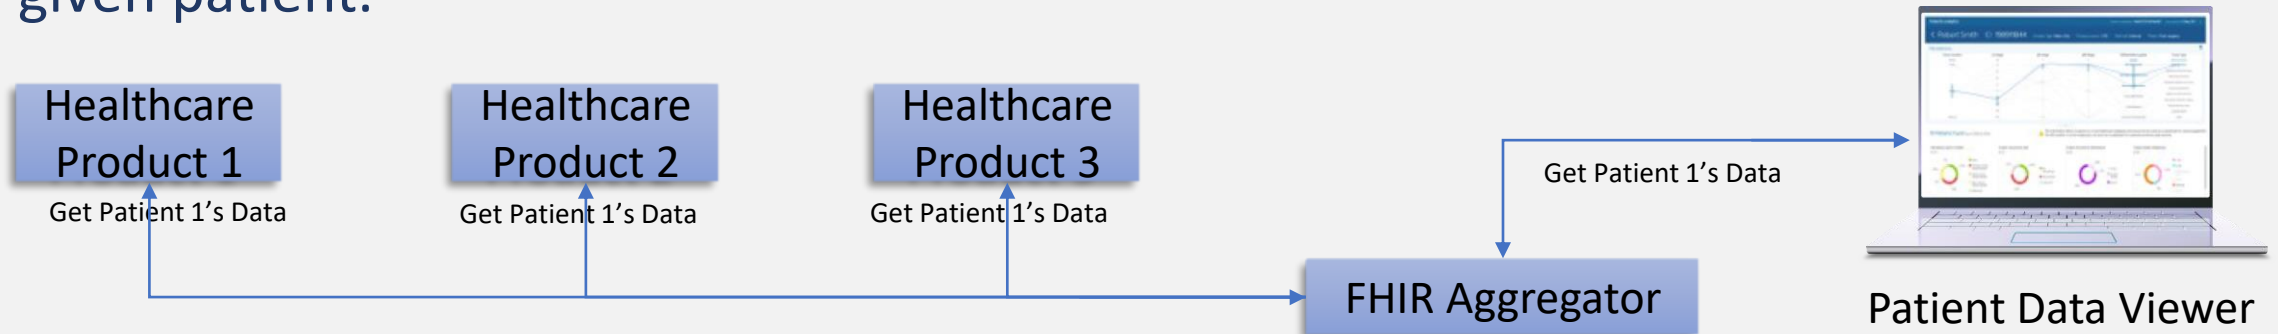 given patient.
Healthcare
Product 1
Healthcare
Product 2
Healthcare
Product 3
Get Patient 1’s Data
Get Patient 1’s Data
Get Patient 1’s Data
Get Patient 1’s Data
FHIR Aggregator
Patient Data Viewer